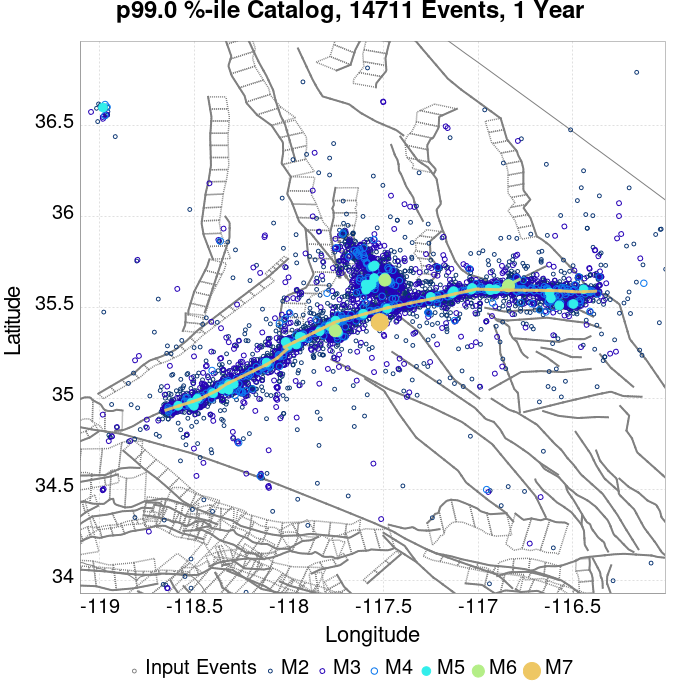 p99.0 %-ile Catalog, 14711 Events, 1 Year
36.5
36
35.5
35
34.5
34
Latitude
-119 -118.5 -118 -117.5 -117 -116.5
Longitude
Input Events M2 M3 M4 M5 M6 M7